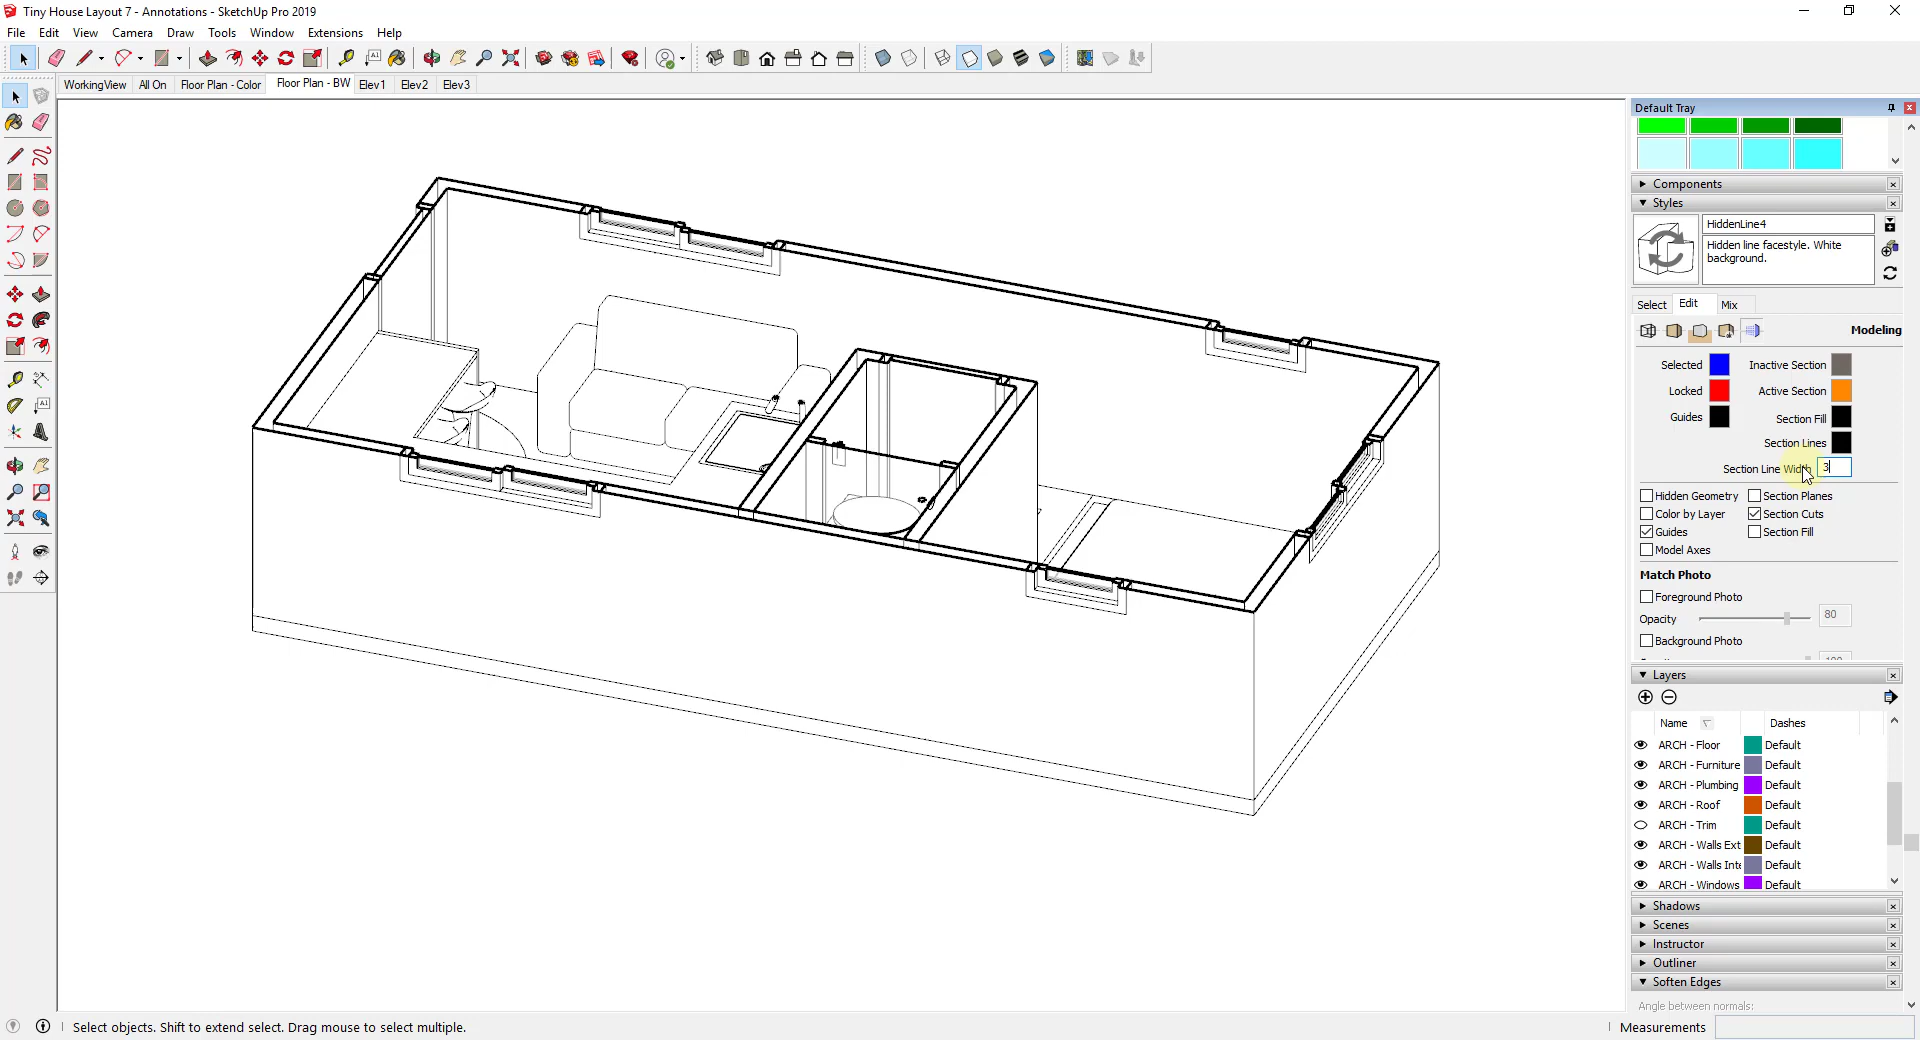 Tiny House Layout 7 - Annotations - SketchUp Pro 2019
File Edit View Camera Draw Tools Window Extensions Help
WorkingView All On Floor Plan - Color Floor Plan - BW Elev1 Elev2 Elev3
Default Tray
Components
Styles
HiddenLine4
Hidden line facestyle. White
background.
Select Edit Mix
Modeling
Selected Inactive Section
Locked Active Section
Guides Section Fill
Section Lines
Section Line Width 3
Hidden Geometry Section Planes
Color by Layer Section Cuts
Guides Section Fill
Model Axes
Match Photo
Foreground Photo
Opacity 80
Background Photo
Layers
Name Dashes
ARCH - Floor Default
ARCH - Furniture Default
ARCH - Plumbing Default
ARCH - Roof Default
ARCH - Trim Default
ARCH - Walls Ext Default
ARCH - Walls Inte Default
ARCH - Windows Default
Shadows
Scenes
Instructor
Outliner
Soften Edges
Angle between normals:
Select objects. Shift to extend select. Drag mouse to select multiple.
Measurements